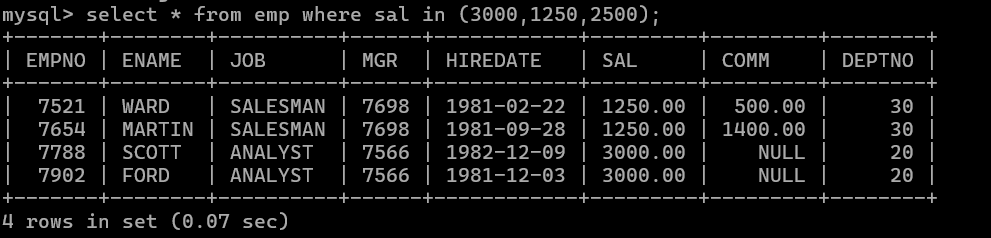 mysql> select * from emp where sal in (3000,1250,2500);
+-------+--------+----------+------+------------+---------+---------+--------+
| EMPNO | ENAME  | JOB      | MGR  | HIREDATE   | SAL     | COMM    | DEPTNO |
+-------+--------+----------+------+------------+---------+---------+--------+
|  7521 | WARD   | SALESMAN | 7698 | 1981-02-22 | 1250.00 |  500.00 |     30 |
|  7654 | MARTIN | SALESMAN | 7698 | 1981-09-28 | 1250.00 | 1400.00 |     30 |
|  7788 | SCOTT  | ANALYST  | 7566 | 1982-12-09 | 3000.00 |    NULL |     20 |
|  7902 | FORD   | ANALYST  | 7566 | 1981-12-03 | 3000.00 |    NULL |     20 |
+-------+--------+----------+------+------------+---------+---------+--------+
4 rows in set (0.07 sec)